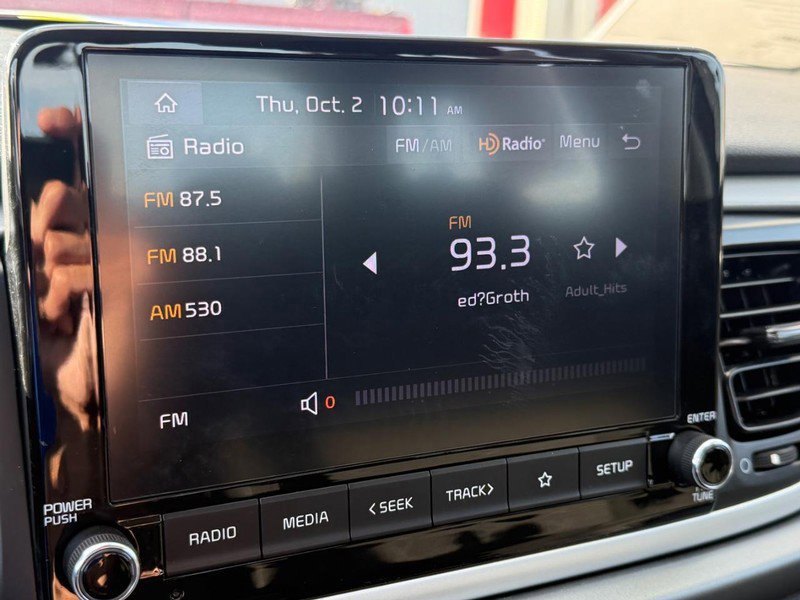 Thu, Oct. 2 10:11 AM
Radio FM/AM HD Radio Menu
FM 87.5
FM 88.1
AM 530
FM
FM
93.3
ed?Groth
Adult_Hits
0
POWER
PUSH
RADIO
MEDIA
< SEEK
TRACK >
SETUP
ENTER
TUNE